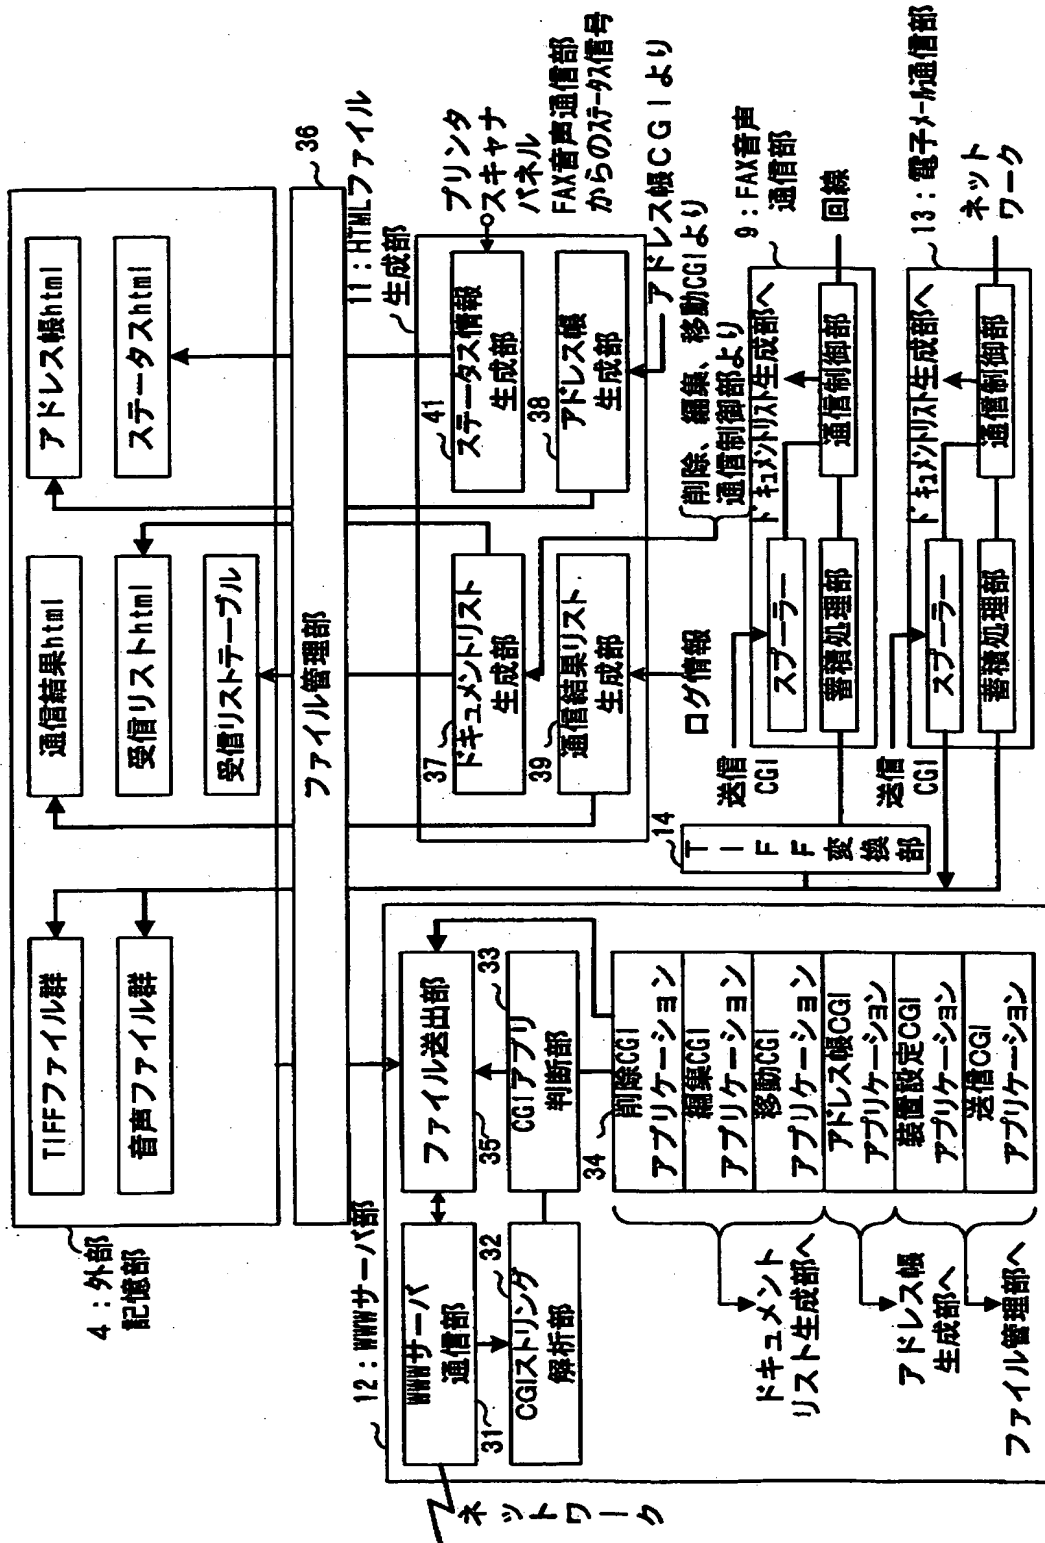 4：外部
記憶部
TIFFファイル群
音声ファイル群
通信結果html
受信リストhtml
受信リストテーブル
アドレス帳html
ステータスhtml
ファイル管理部
36
12：WWWサーバ部
WWWサーバ
通信部
31
ファイル送出部
35
CGIストリング
解析部
32
CGIアプリ
判断部
33
34
削除CGI
アプリケーション
編集CGI
アプリケーション
移動CGI
アプリケーション
アドレス帳CGI
アプリケーション
装置設定CGI
アプリケーション
送信CGI
アプリケーション
ドキュメント
リスト生成部へ
アドレス帳
生成部へ
ファイル管理部へ
ネットワーク
11：HTMLファイル
生成部
37
ドキュメントリスト
生成部
39
通信結果リスト
生成部
41
ステータス情報
生成部
38
アドレス帳
生成部
プリンタ
スキャナ
パネル
FAX音声通信部
からのステータス信号
アドレス帳CGIより
削除、編集、移動CGIより
通信制御部より
ログ情報
14
TIFF変換部
送信
CGI
スプーラー
蓄積処理部
ドキュメントリスト生成部へ
通信制御部
9：FAX音声
通信部
回線
送信
CGI
スプーラー
蓄積処理部
ドキュメントリスト生成部へ
通信制御部
13：電子メール通信部
ネット
ワーク